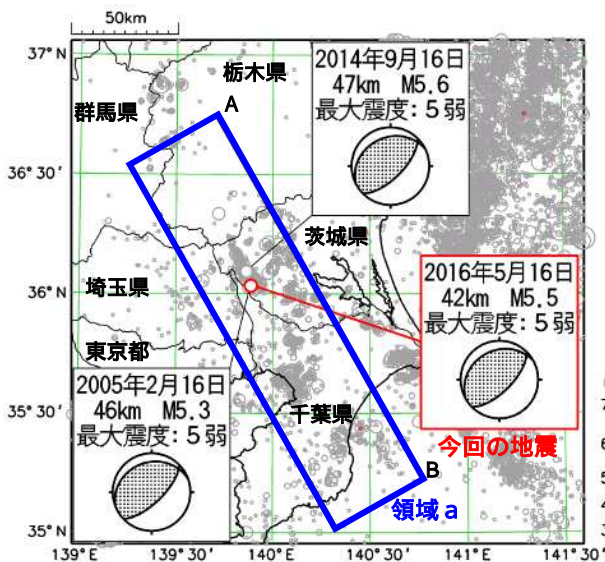 50km
37°N
36°30′
36°N
35°30′
35°N
139°E
139°30′
140°E
140°30′
141°E
141°30′
栃木県
群馬県
A
2014年9月16日
47km M5.6
最大震度：５弱
茨城県
埼玉県
2016年5月16日
42km M5.5
最大震度：５弱
今回の地震
東京都
2005年2月16日
46km M5.3
最大震度：５弱
千葉県
B
領域a
7
6
5
4
3